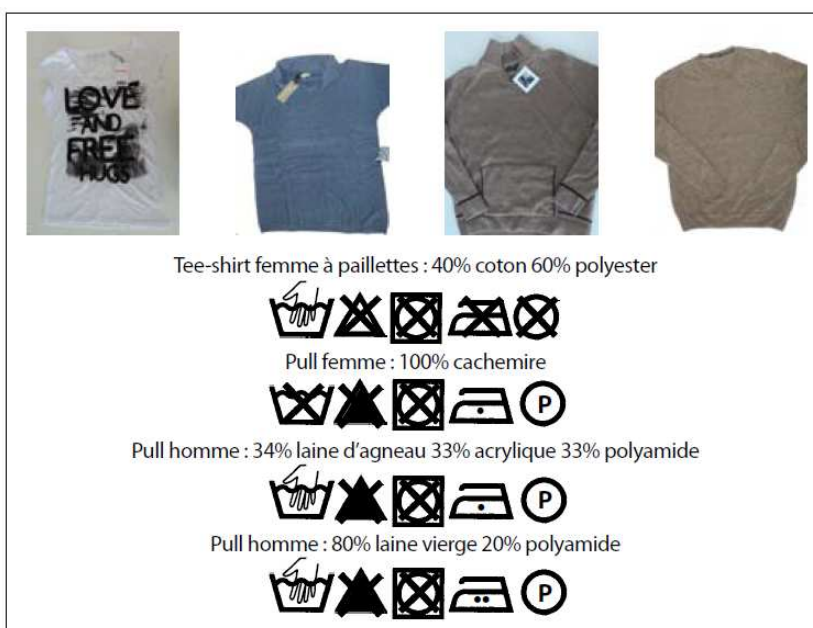 LOVE
AND
FREE
HUGS
Tee-shirt femme à paillettes : 40% coton 60% polyester
Pull femme : 100% cachemire
P
Pull homme : 34% laine d’agneau 33% acrylique 33% polyamide
P
Pull homme : 80% laine vierge 20% polyamide
P